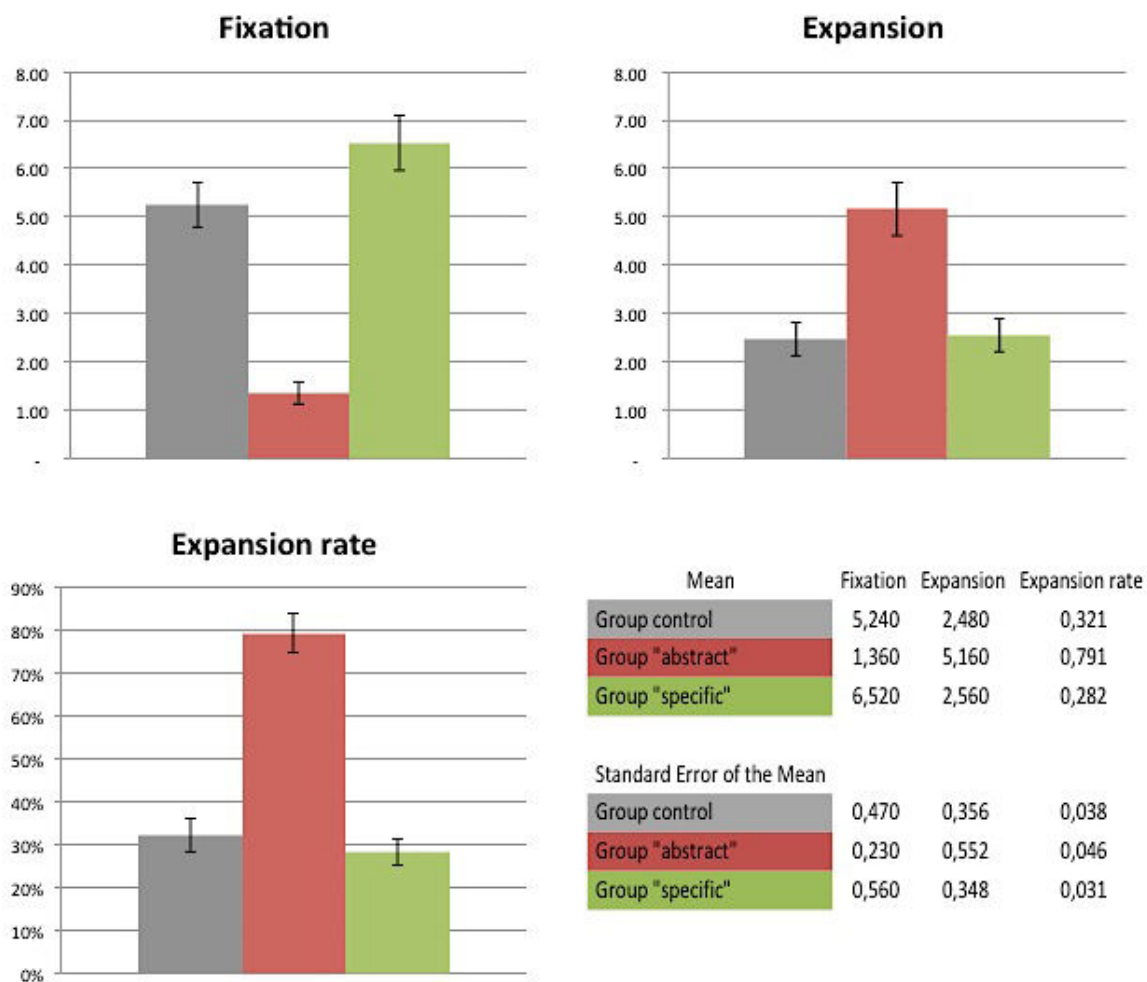 Fixation
8.00
7.00
6.00
5.00
4.00
3.00
2.00
1.00
-
Expansion
8.00
7.00
6.00
5.00
4.00
3.00
2.00
1.00
-
Expansion rate
90%
80%
70%
60%
50%
40%
30%
20%
10%
0%
Mean Fixation Expansion Expansion rate
Group control 5,240 2,480 0,321
Group "abstract" 1,360 5,160 0,791
Group "specific" 6,520 2,560 0,282
Standard Error of the Mean
Group control 0,470 0,356 0,038
Group "abstract" 0,230 0,552 0,046
Group "specific" 0,560 0,348 0,031